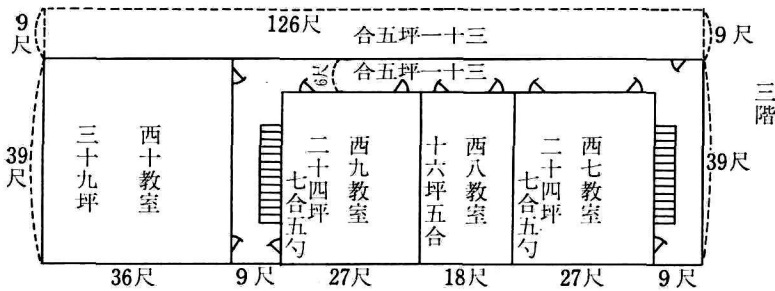 126尺
9尺
三十一坪五合
9尺
三十一坪五合
6尺
三階
39尺
39尺
西七教室
二十四坪
七合五勺
西八教室
十六坪五合
西九教室
二十四坪
七合五勺
西十教室
三十九坪
36尺
9尺
27尺
18尺
27尺
9尺